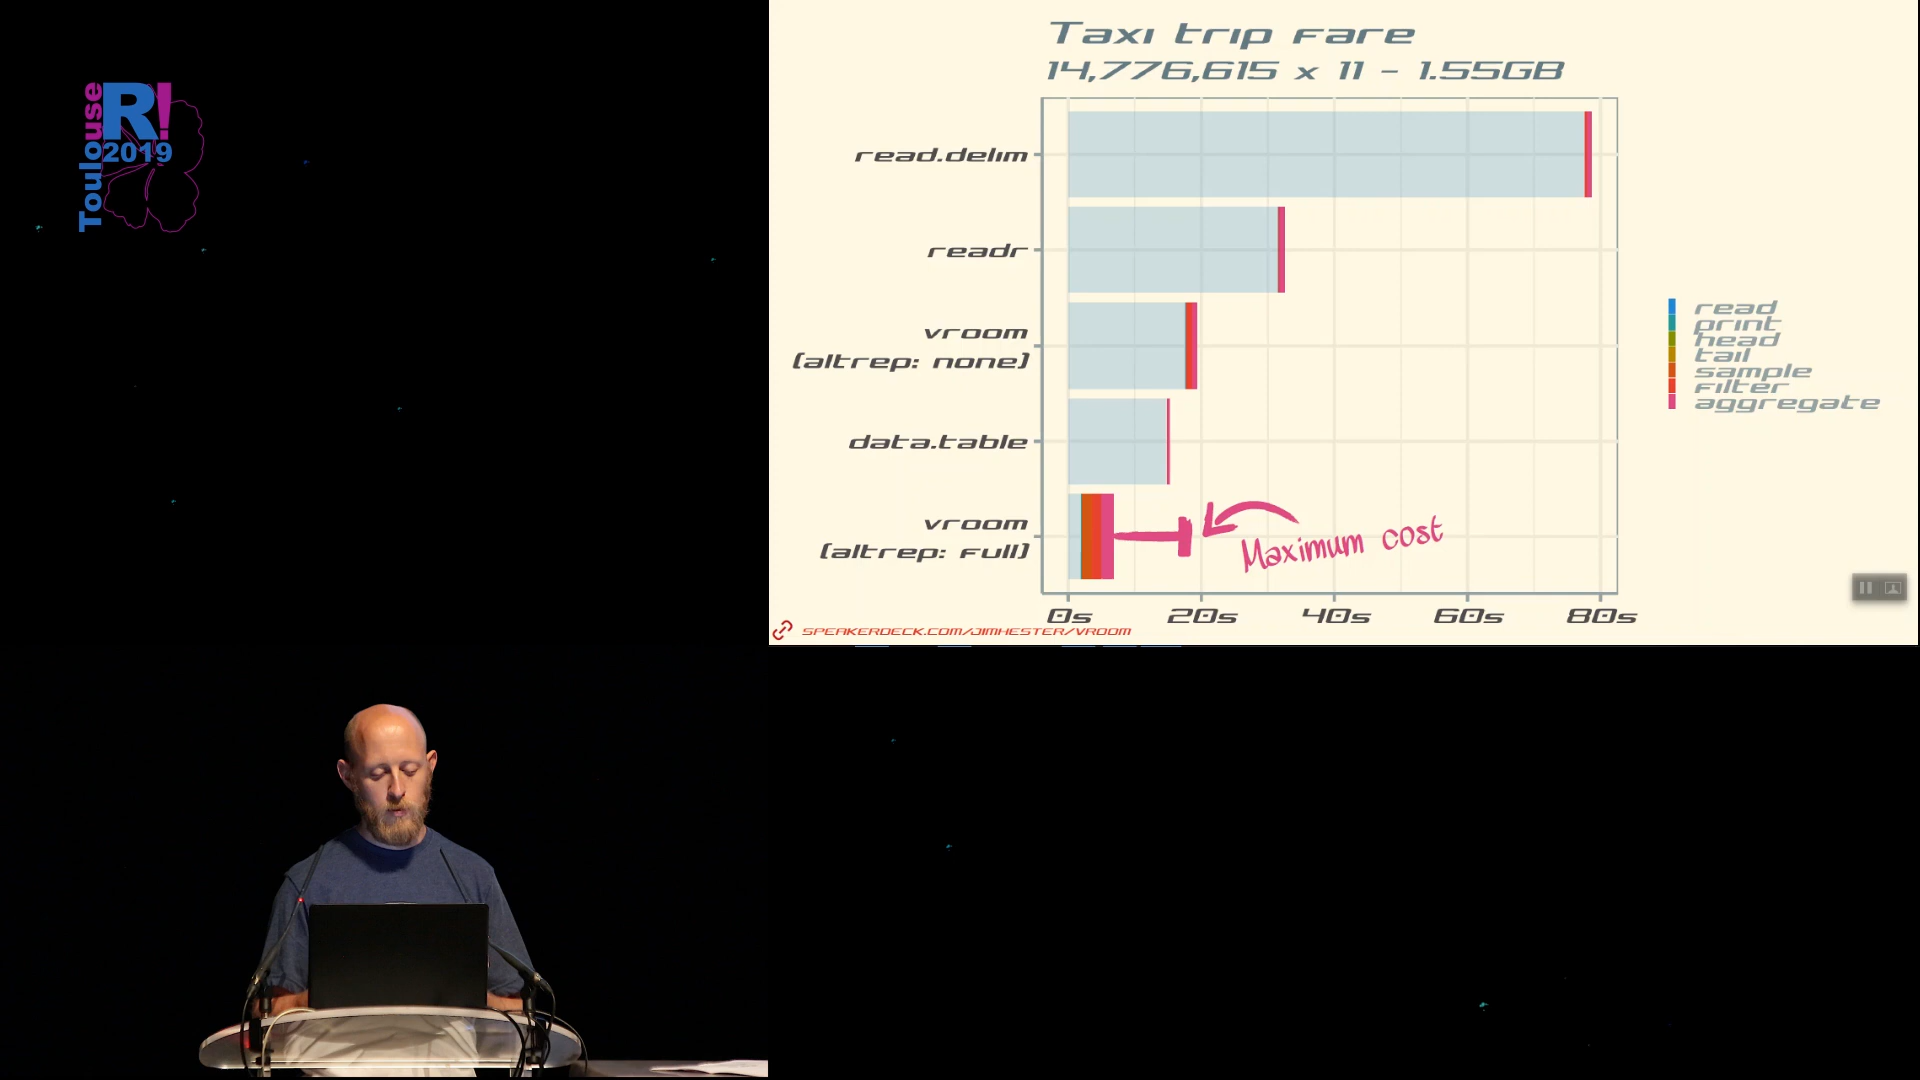 Toulouse
R!
2019
Taxi trip fare
14,776,615 x 11 - 1.55GB
read.delim
readr
vroom
(altrep: none)
data.table
vroom
(altrep: full)
Maximum cost
0s 20s 40s 60s 80s
read
print
head
tail
sample
filter
aggregate
SPEAKERDECK.COM/JIMHESTER/VROOM